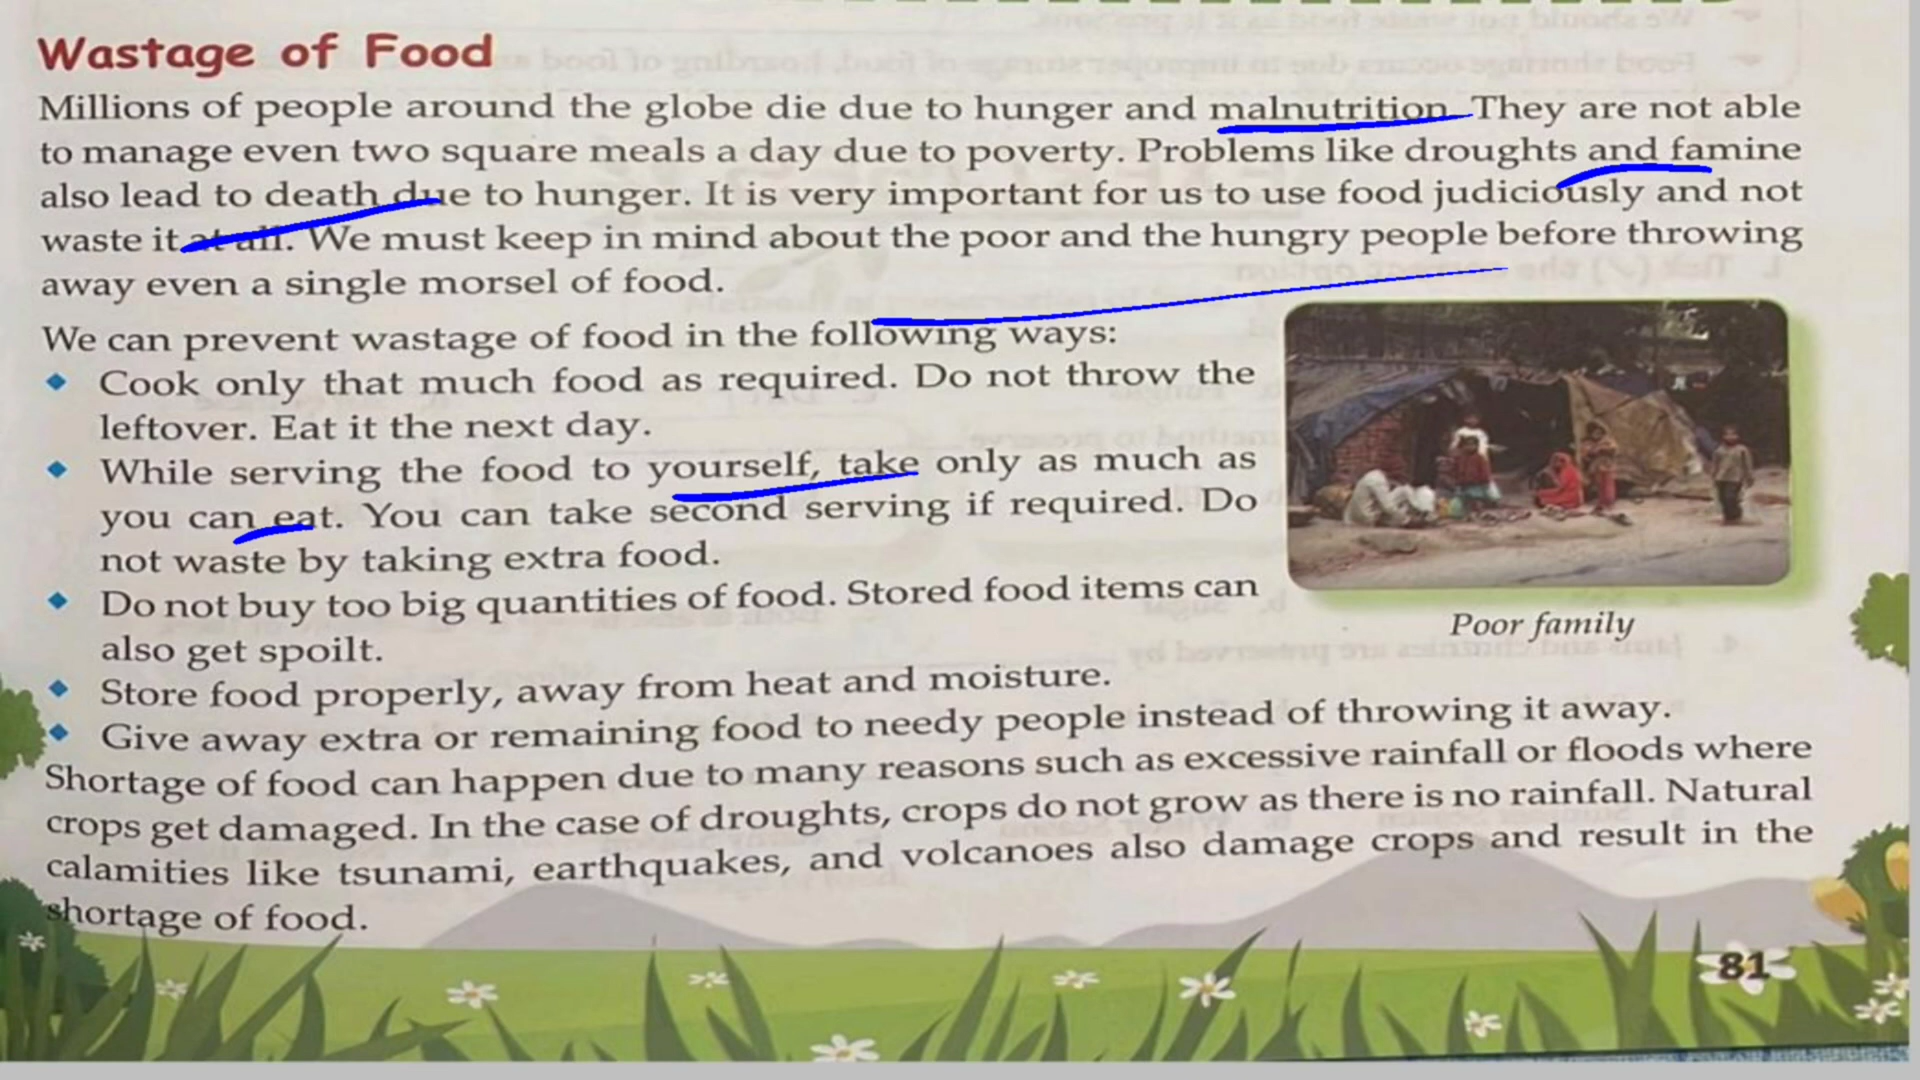 Wastage of Food
Millions of people around the globe die due to hunger and malnutrition. They are not able
to manage even two square meals a day due to poverty. Problems like droughts and famine
also lead to death due to hunger. It is very important for us to use food judiciously and not
waste it at all. We must keep in mind about the poor and the hungry people before throwing
away even a single morsel of food.
We can prevent wastage of food in the following ways:
Cook only that much food as required. Do not throw the
leftover. Eat it the next day.
While serving the food to yourself, take only as much as
you can eat. You can take second serving if required. Do
not waste by taking extra food.
Do not buy too big quantities of food. Stored food items can
also get spoilt.
Poor family
Store food properly, away from heat and moisture.
Give away extra or remaining food to needy people instead of throwing it away.
Shortage of food can happen due to many reasons such as excessive rainfall or floods where
crops get damaged. In the case of droughts, crops do not grow as there is no rainfall. Natural
calamities like tsunami, earthquakes, and volcanoes also damage crops and result in the
shortage of food.
81